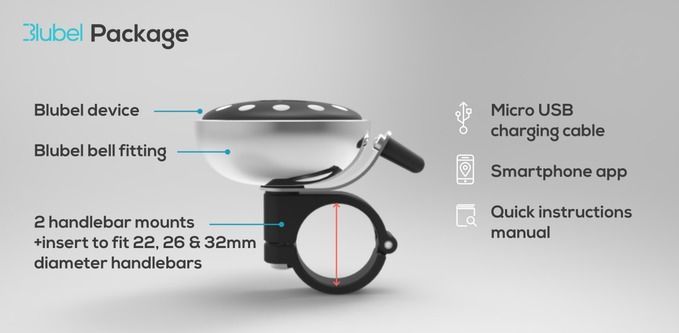 Blubel Package
Blubel device
Blubel bell fitting
2 handlebar mounts
+insert to fit 22, 26 & 32mm
diameter handlebars
Micro USB
charging cable
Smartphone app
Quick instructions
manual